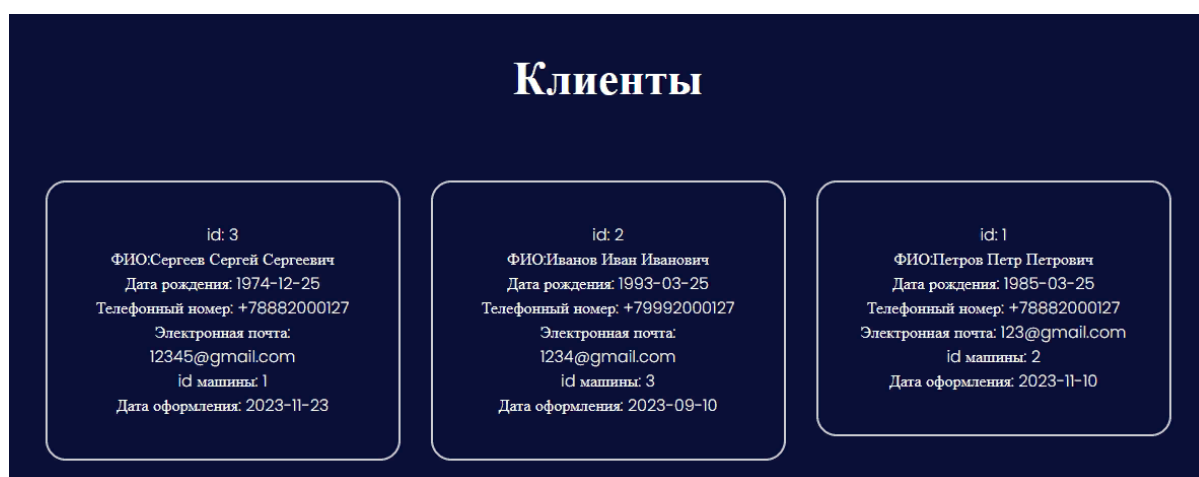 Клиенты
id: 3
ФИО:Сергеев Сергей Сергеевич
Дата рождения: 1974-12-25
Телефонный номер: +78882000127
Электронная почта:
12345@gmail.com
id машины: 1
Дата оформления: 2023-11-23
id: 2
ФИО:Иванов Иван Иванович
Дата рождения: 1993-03-25
Телефонный номер: +79992000127
Электронная почта:
1234@gmail.com
id машины: 3
Дата оформления: 2023-09-10
id: 1
ФИО:Петров Петр Петрович
Дата рождения: 1985-03-25
Телефонный номер: +78882000127
Электронная почта: 123@gmail.com
id машины: 2
Дата оформления: 2023-11-10